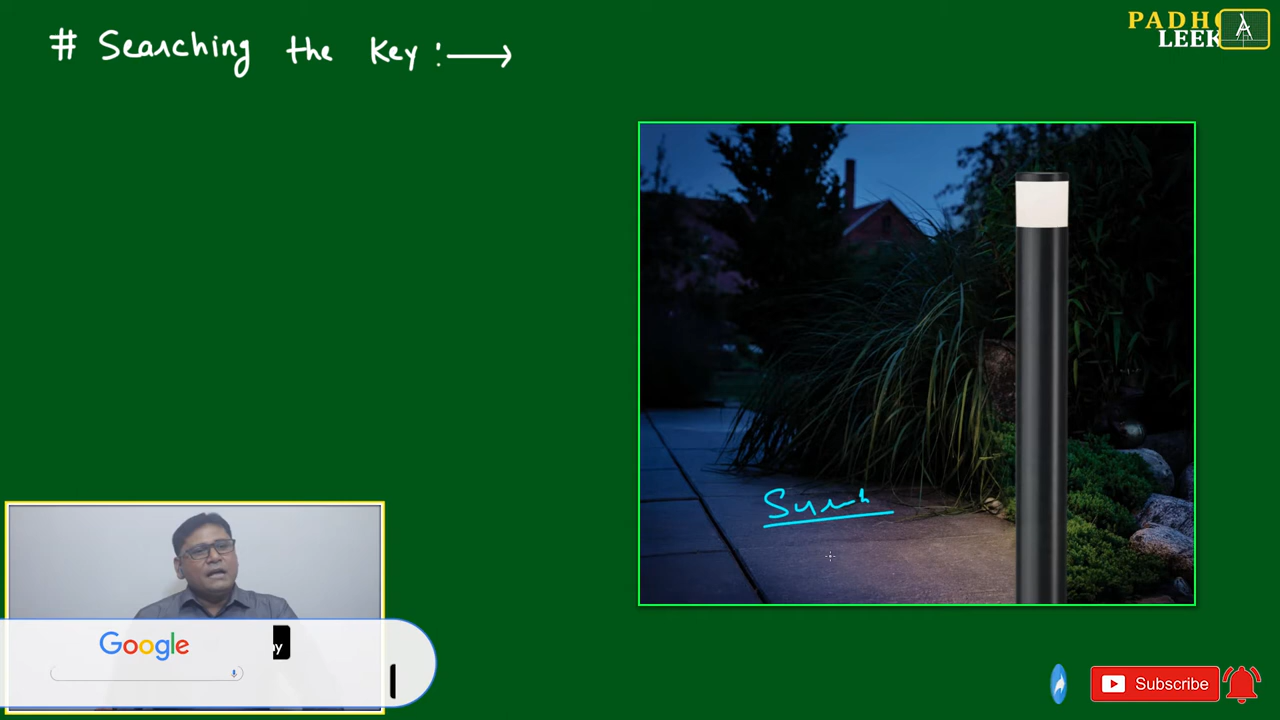 # Searching the Key :→
PADHO
LEEK
Google
Subscribe